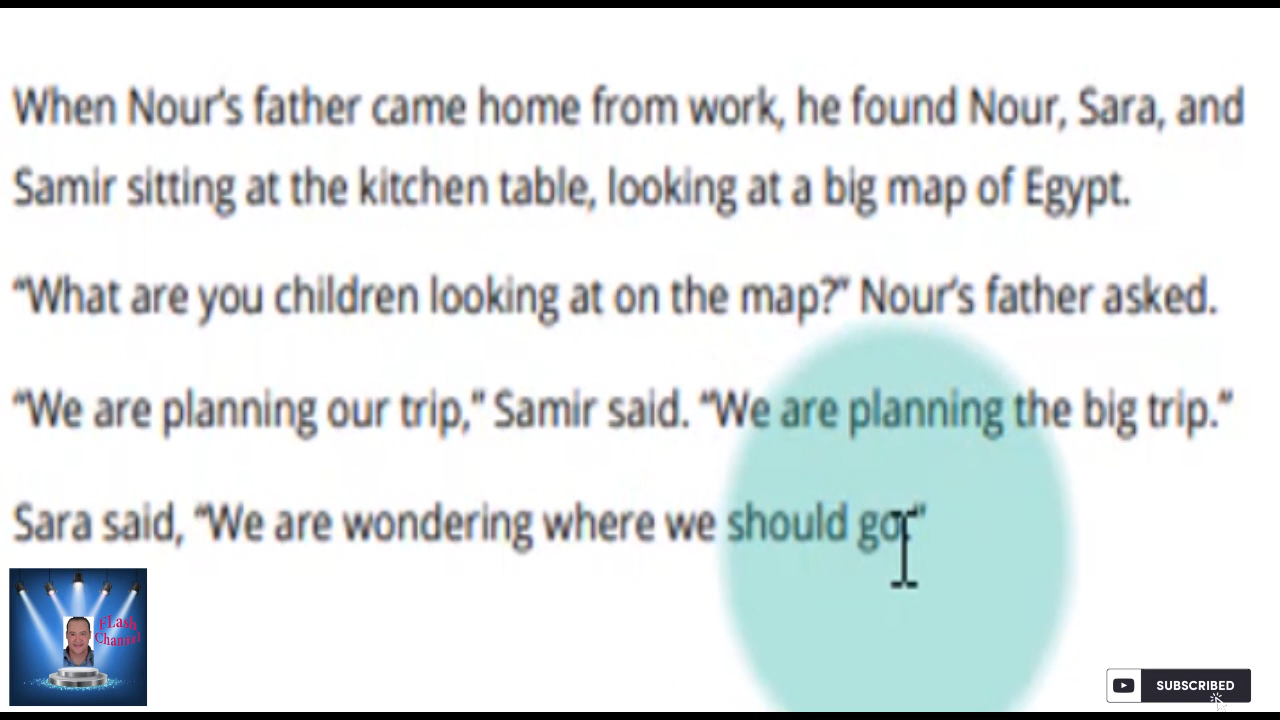 When Nour’s father came home from work, he found Nour, Sara, and
Samir sitting at the kitchen table, looking at a big map of Egypt.
“What are you children looking at on the map?” Nour’s father asked.
“We are planning our trip,” Samir said. “We are planning the big trip.”
Sara said, “We are wondering where we should go.”
FLash
Channel
SUBSCRIBED